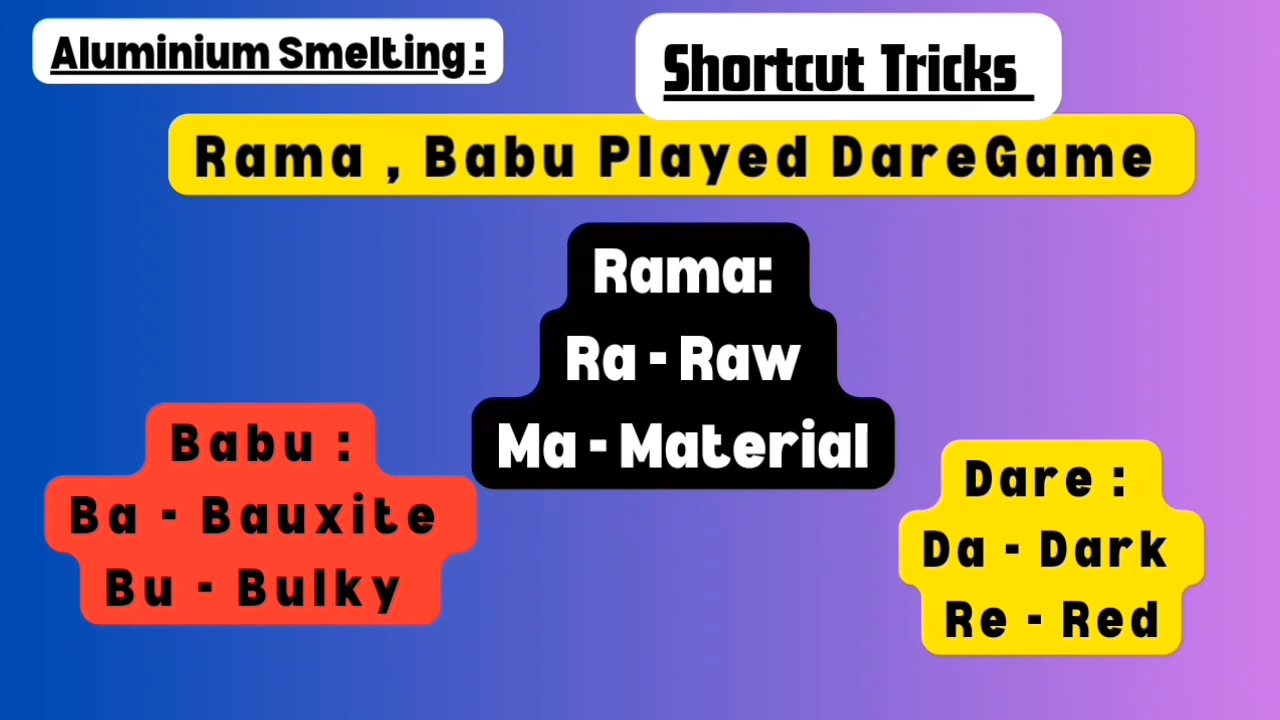 Aluminium Smelting :
Shortcut Tricks
Rama , Babu Played DareGame
Rama:
Ra - Raw
Ma - Material
Babu :
Ba - Bauxite
Bu - Bulky
Dare :
Da - Dark
Re - Red